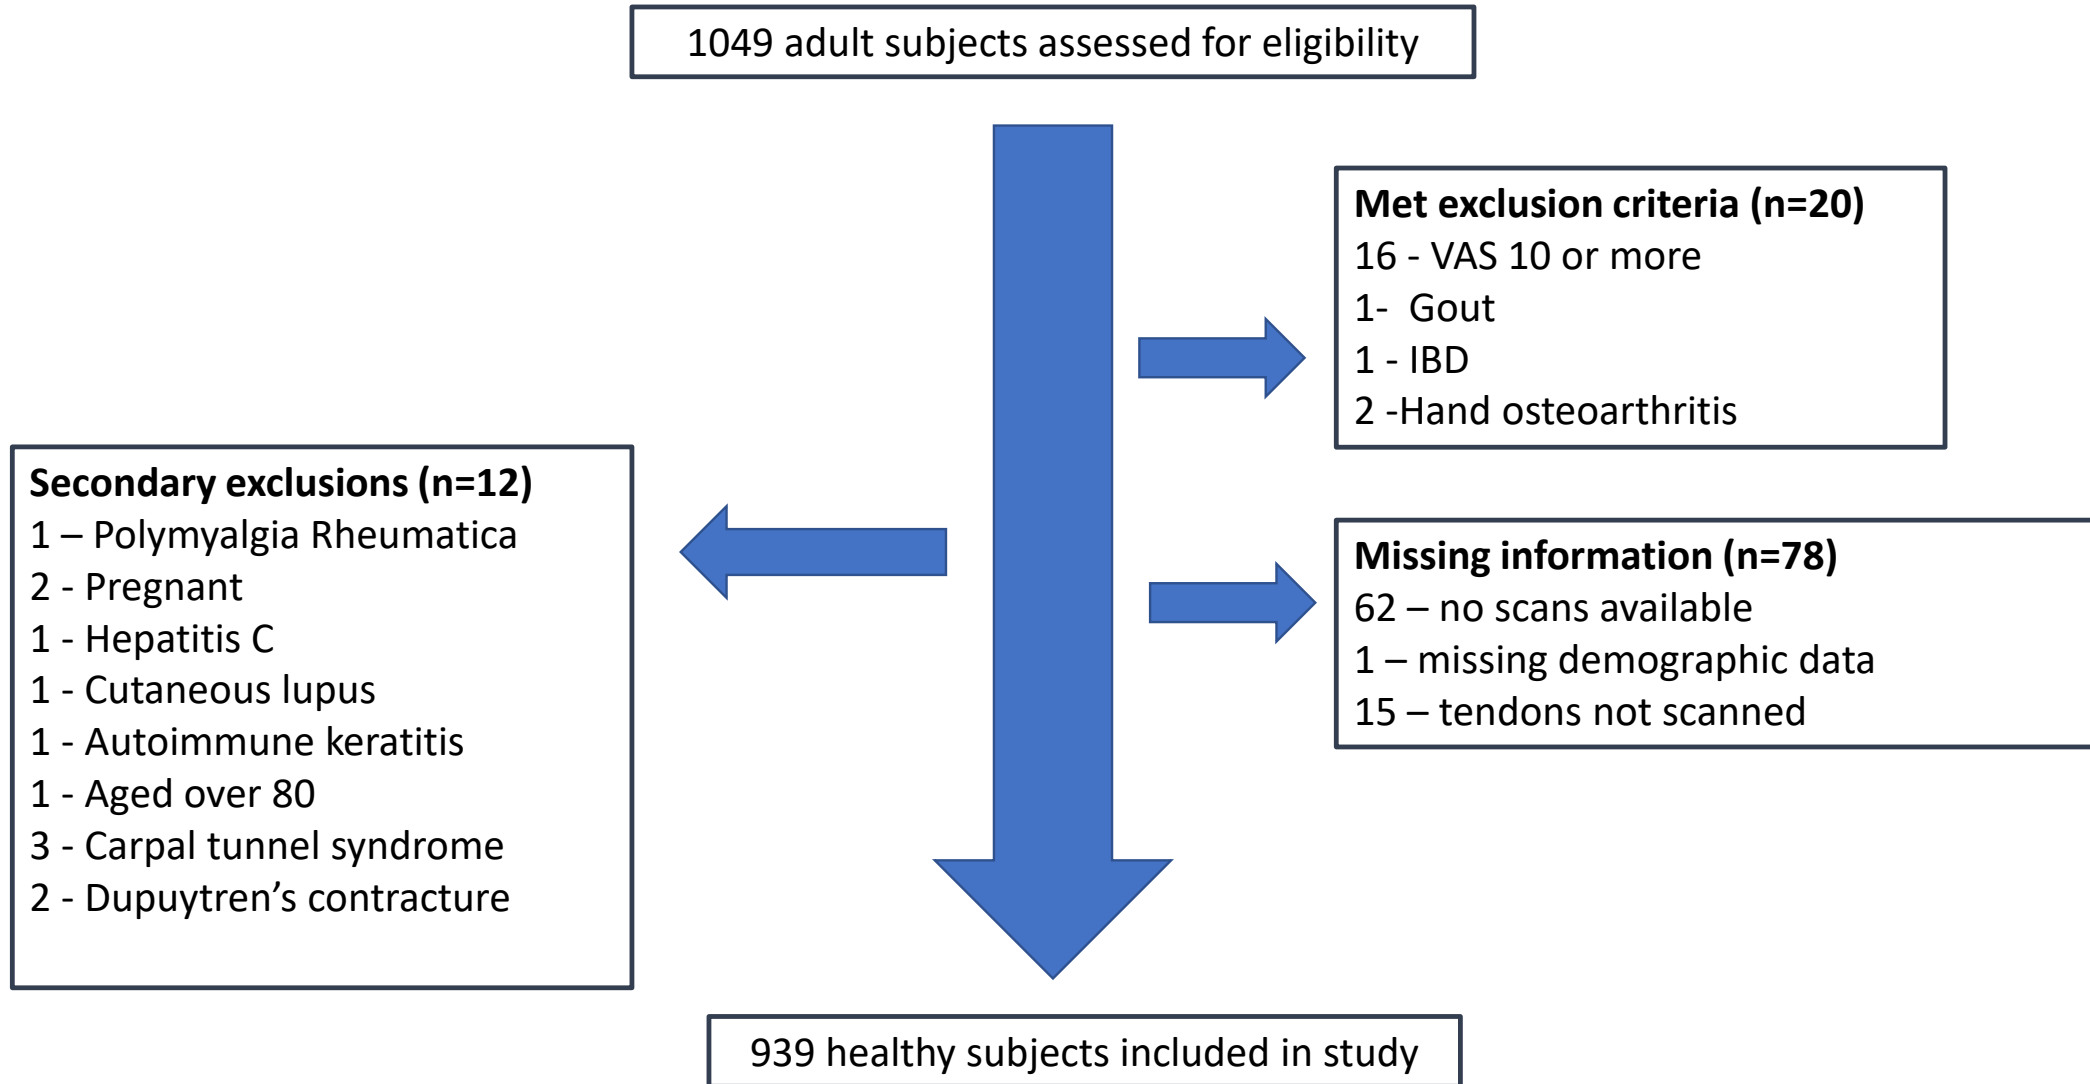 1049 adult subjects assessed for eligibility
Met exclusion criteria (n=20)
16 - VAS 10 or more
1-  Gout
1 - IBD
2 -Hand osteoarthritis
Secondary exclusions (n=12)
1 – Polymyalgia Rheumatica
2 - Pregnant
1 - Hepatitis C
1 - Cutaneous lupus
1 - Autoimmune keratitis
1 - Aged over 80
3 - Carpal tunnel syndrome
2 - Dupuytren’s contracture
Missing information (n=78)
62 – no scans available
1 – missing demographic data
15 – tendons not scanned
939 healthy subjects included in study